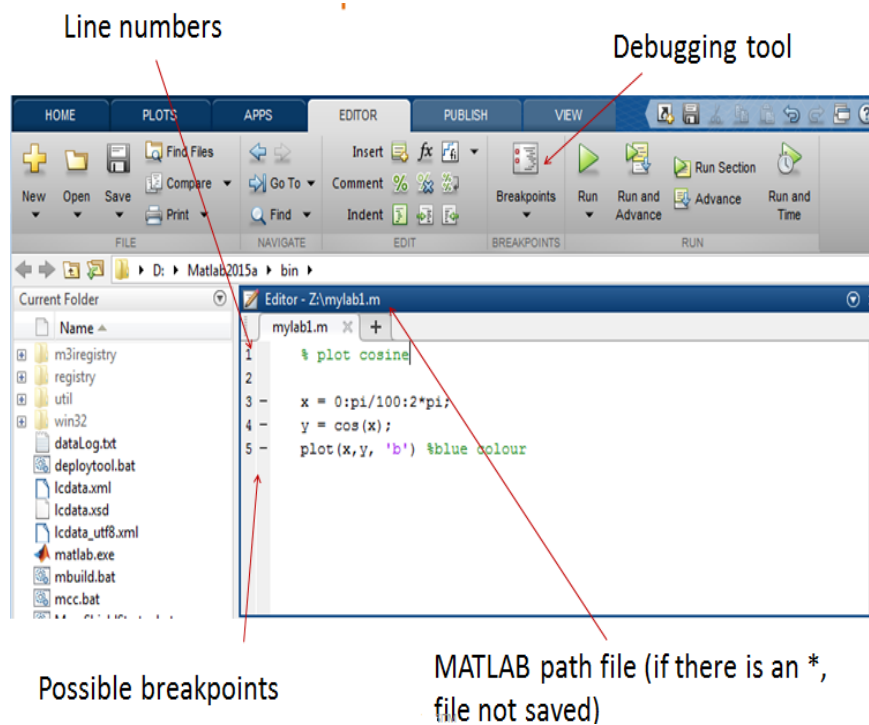 Line numbers
Debugging tool
HOME PLOTS APPS EDITOR PUBLISH VIEW
New Open Save
Find Files
Compare
Print
FILE
Go To
Find
NAVIGATE
Insert fx
Comment %
Indent
EDIT
Breakpoints
BREAKPOINTS
Run
Run and Advance
Run Section
Advance
Run and Time
RUN
D: Matlab2015a bin
Current Folder
Name
m3iregistry
registry
util
win32
dataLog.txt
deploytool.bat
lcdata.xml
lcdata.xsd
lcdata_utf8.xml
matlab.exe
mbuild.bat
mcc.bat
Editor - Z:\mylab1.m
mylab1.m × +
1 % plot cosine
2
3 – x = 0:pi/100:2*pi;
4 – y = cos(x);
5 – plot(x,y, 'b') %blue colour
Possible breakpoints
MATLAB path file (if there is an *,
file not saved)